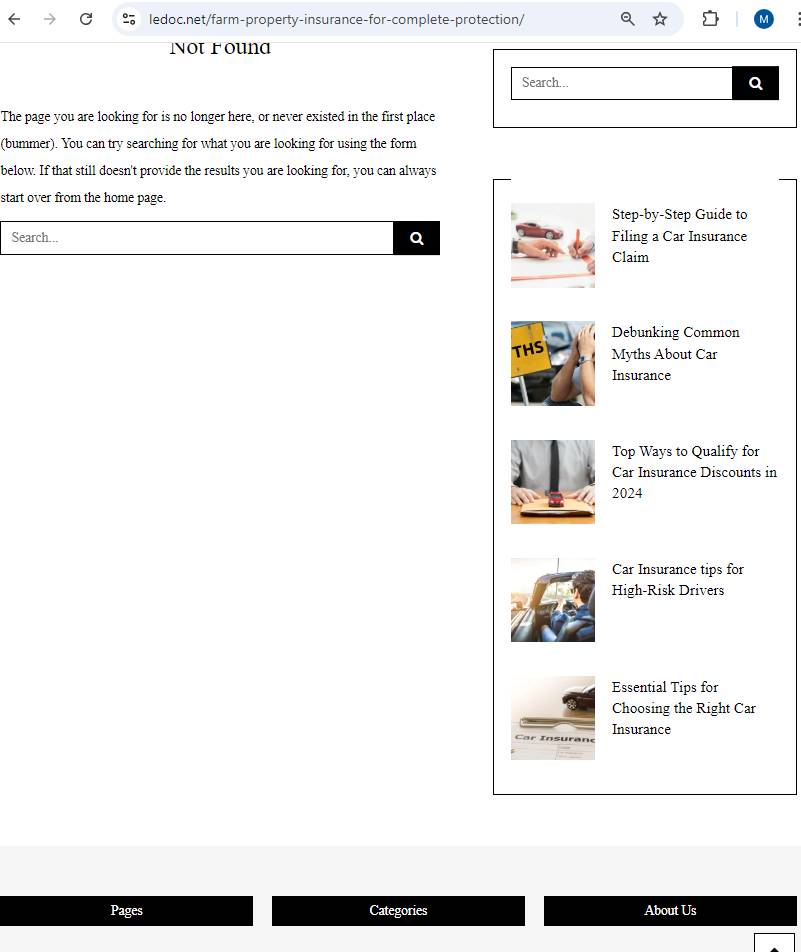 ledoc.net/farm-property-insurance-for-complete-protection/
M
Not Found
The page you are looking for is no longer here, or never existed in the first place
(bummer). You can try searching for what you are looking for using the form
below. If that still doesn't provide the results you are looking for, you can always
start over from the home page.
Search...
Search...
Step-by-Step Guide to
Filing a Car Insurance
Claim
THS
Debunking Common
Myths About Car
Insurance
Top Ways to Qualify for
Car Insurance Discounts in
2024
Car Insurance tips for
High-Risk Drivers
Car Insuranc
Essential Tips for
Choosing the Right Car
Insurance
Pages
Categories
About Us